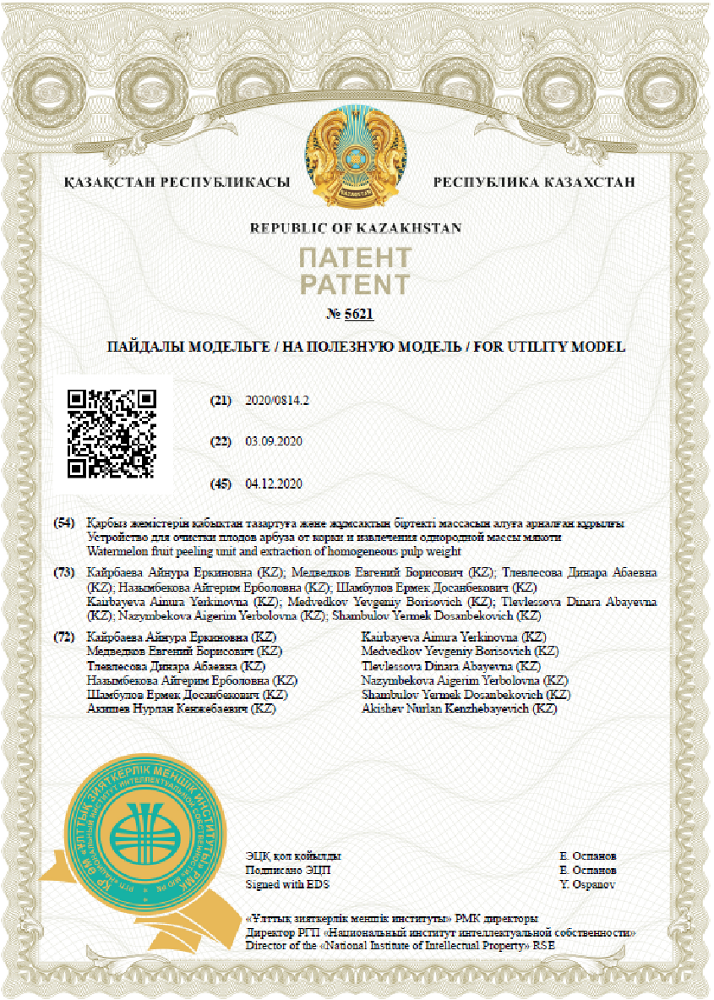 ҚАЗАҚСТАН РЕСПУБЛИКАСЫ
РЕСПУБЛИКА КАЗАХСТАН
QAZAQSTAN
REPUBLIC OF KAZAKHSTAN
ПАТЕНТ
PATENT
№ 5621
ПАЙДАЛЫ МОДЕЛЬГЕ / НА ПОЛЕЗНУЮ МОДЕЛЬ / FOR UTILITY MODEL
(21) 2020/0814.2
(22) 03.09.2020
(45) 04.12.2020
(54) Қарбыз жемістерін қабықтан тазартуға және жұмсақтың біртекті массасын алуға арналған құрылғы
Устройство для очистки плодов арбуза от корки и извлечения однородной массы мякоти
Watermelon fruit peeling unit and extraction of homogeneous pulp weight
(73) Кайрбаева Айнура Еркиновна (KZ); Медведков Евгений Борисович (KZ); Тлевлесова Динара Абаевна
(KZ); Назымбекова Айгерим Ерболовна (KZ); Шамбулов Ермек Досанбекович (KZ)
Kairbayeva Ainura Yerkinovna (KZ); Medvedkov Yevgeniy Borisovich (KZ); Tlevlessova Dinara Abayevna
(KZ); Nazymbekova Aigerim Yerbolovna (KZ); Shambulov Yermek Dosanbekovich (KZ)
(72) Кайрбаева Айнура Еркиновна (KZ) Kairbayeva Ainura Yerkinovna (KZ)
Медведков Евгений Борисович (KZ) Medvedkov Yevgeniy Borisovich (KZ)
Тлевлесова Динара Абаевна (KZ) Tlevlessova Dinara Abayevna (KZ)
Назымбекова Айгерим Ерболовна (KZ) Nazymbekova Aigerim Yerbolovna (KZ)
Шамбулов Ермек Досанбекович (KZ) Shambulov Yermek Dosanbekovich (KZ)
Акишев Нурлан Кенжебаевич (KZ) Akishev Nurlan Kenzhebayevich (KZ)
ҚР ӘМ «ҰЛТТЫҚ ЗИЯТКЕРЛІК МЕНШІК ИНСТИТУТЫ» РМК
РГП «НАЦИОНАЛЬНЫЙ ИНСТИТУТ ИНТЕЛЛЕКТУАЛЬНОЙ СОБСТВЕННОСТИ» МЮ РК
ЭЦҚ қол қойылды Е. Оспанов
Подписано ЭЦП Е. Оспанов
Signed with EDS Y. Ospanov
«Ұлттық зияткерлік меншік институты» РМК директоры
Директор РГП «Национальный институт интеллектуальной собственности»
Director of the «National Institute of Intellectual Property» RSE